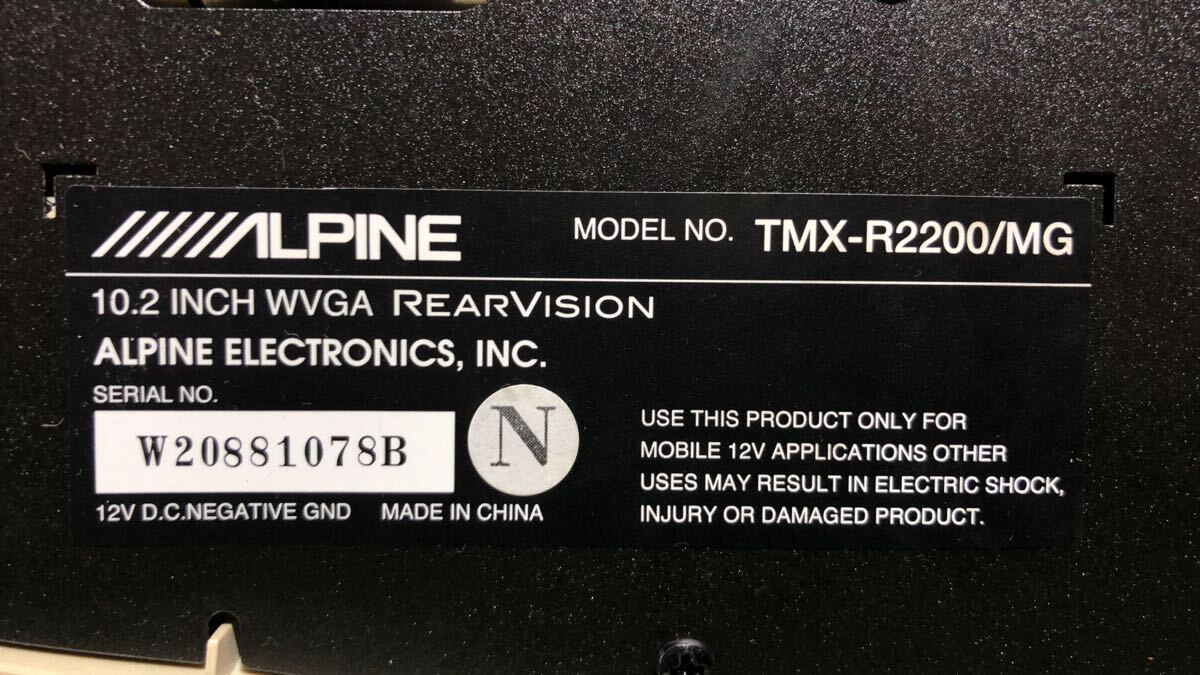 ALPINE MODEL NO. TMX-R2200/MG
10.2 INCH WVGA REARVISION
ALPINE ELECTRONICS, INC.
SERIAL NO.
W20881078B
N
12V D.C.NEGATIVE GND MADE IN CHINA
USE THIS PRODUCT ONLY FOR
MOBILE 12V APPLICATIONS OTHER
USES MAY RESULT IN ELECTRIC SHOCK,
INJURY OR DAMAGED PRODUCT.